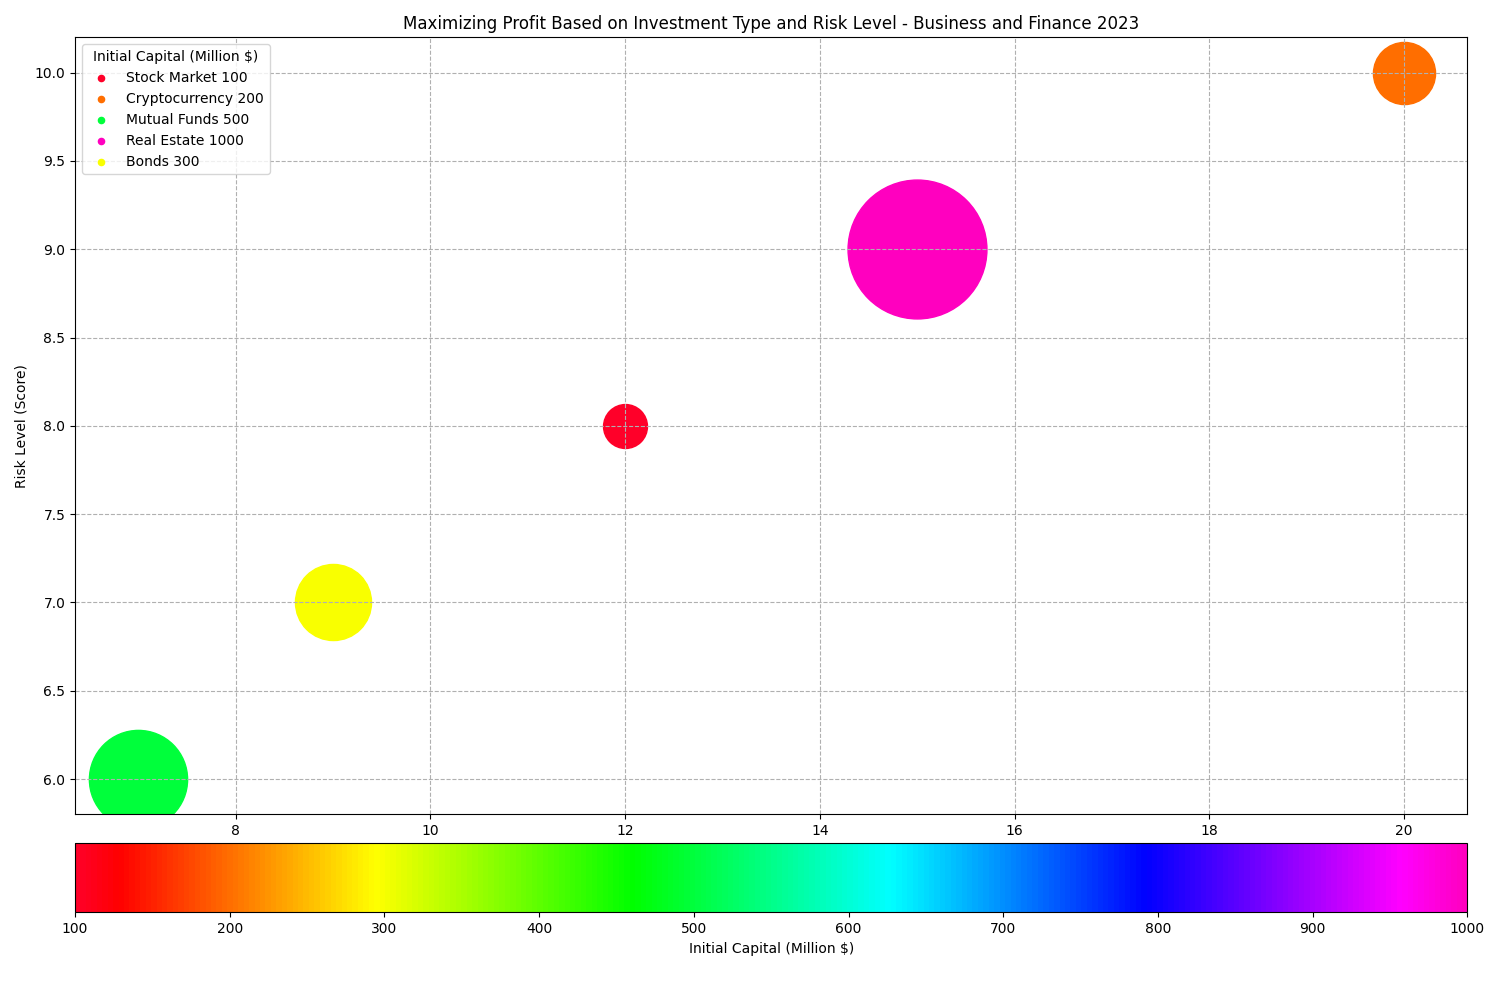 Maximizing Profit Based on Investment Type and Risk Level - Business and Finance 2023
Initial Capital (Million $)
Stock Market 100
Cryptocurrency 200
Mutual Funds 500
Real Estate 1000
Bonds 300
Risk Level (Score)
10.0
9.5
9.0
8.5
8.0
7.5
7.0
6.5
6.0
8 10 12 14 16 18 20
100 200 300 400 500 600 700 800 900 1000
Initial Capital (Million $)